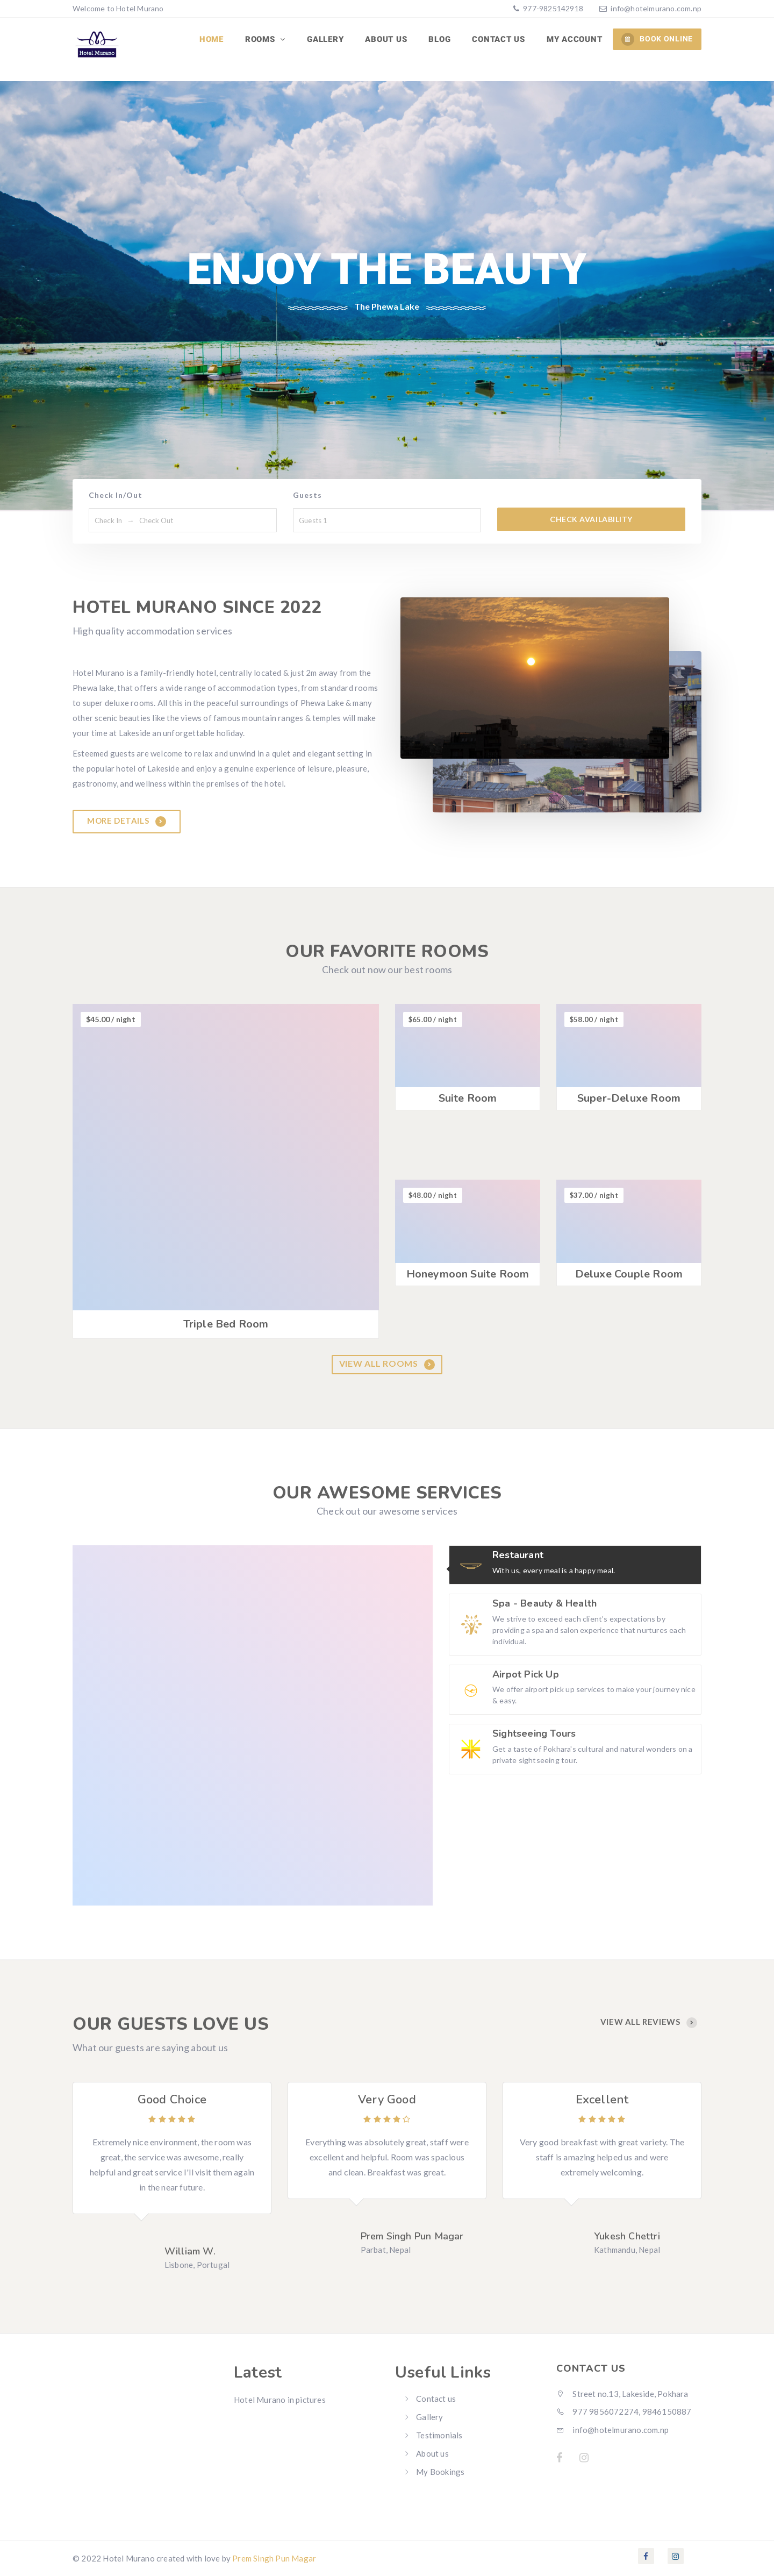 Welcome to Hotel Murano
977-9825142918
info@hotelmurano.com.np
Hotel Murano
HOME
ROOMS
GALLERY
ABOUT US
BLOG
CONTACT US
MY ACCOUNT
BOOK ONLINE
ENJOY THE BEAUTY
The Phewa Lake
Check In/Out
Guests
Check In → Check Out
Guests 1
CHECK AVAILABILITY
HOTEL MURANO SINCE 2022
High quality accommodation services
Hotel Murano is a family-friendly hotel, centrally located & just 2m away from the
Phewa lake, that offers a wide range of accommodation types, from standard rooms
to super deluxe rooms. All this in the peaceful surroundings of Phewa Lake & many
other scenic beauties like the views of famous mountain ranges & temples will make
your time at Lakeside an unforgettable holiday.
Esteemed guests are welcome to relax and unwind in a quiet and elegant setting in
the popular hotel of Lakeside and enjoy a genuine experience of leisure, pleasure,
gastronomy, and wellness within the premises of the hotel.
MORE DETAILS
OUR FAVORITE ROOMS
Check out now our best rooms
$45.00 / night
Triple Bed Room
$65.00 / night
Suite Room
$58.00 / night
Super-Deluxe Room
$48.00 / night
Honeymoon Suite Room
$37.00 / night
Deluxe Couple Room
VIEW ALL ROOMS
OUR AWESOME SERVICES
Check out our awesome services
Restaurant
With us, every meal is a happy meal.
Spa - Beauty & Health
We strive to exceed each client's expectations by
providing a spa and salon experience that nurtures each
individual.
Airpot Pick Up
We offer airport pick up services to make your journey nice
& easy.
Sightseeing Tours
Get a taste of Pokhara's cultural and natural wonders on a
private sightseeing tour.
OUR GUESTS LOVE US
What our guests are saying about us
VIEW ALL REVIEWS
Good Choice
Extremely nice environment, the room was
great, the service was awesome, really
helpful and great service I'll visit them again
in the near future.
William W.
Lisbone, Portugal
Very Good
Everything was absolutely great, staff were
excellent and helpful. Room was spacious
and clean. Breakfast was great.
Prem Singh Pun Magar
Parbat, Nepal
Excellent
Very good breakfast with great variety. The
staff is amazing helped us and were
extremely welcoming.
Yukesh Chettri
Kathmandu, Nepal
Latest
Hotel Murano in pictures
Useful Links
Contact us
Gallery
Testimonials
About us
My Bookings
CONTACT US
Street no.13, Lakeside, Pokhara
977 9856072274, 9846150887
info@hotelmurano.com.np
© 2022 Hotel Murano created with love by Prem Singh Pun Magar